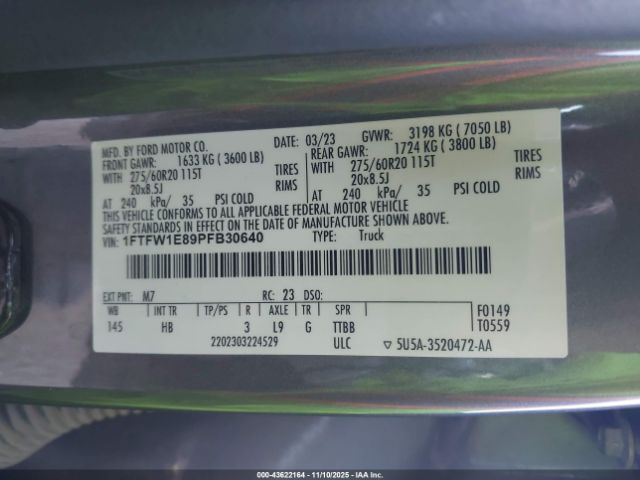 MFD. BY FORD MOTOR CO. DATE: 03/23 GVWR: 3198 KG ( 7050 LB)
FRONT GAWR: 1633 KG ( 3600 LB) REAR GAWR: 1724 KG ( 3800 LB)
WITH 275/60R20 115T TIRES WITH 275/60R20 115T TIRES
20x8.5J RIMS 20x8.5J RIMS
AT 240 kPa/ 35 PSI COLD AT 240 kPa/ 35 PSI COLD
THIS VEHICLE CONFORMS TO ALL APPLICABLE FEDERAL MOTOR VEHICLE
SAFETY STANDARDS IN EFFECT ON THE DATE OF MANUFACTURE SHOWN ABOVE.
VIN: 1FTFW1E89PFB30640 TYPE: Truck
EXT PNT: M7 RC: 23 DSO:
WB INT TR TP/PS R AXLE TR SPR F0149
145 HB 3 L9 G TTBB T0559
2202303224529 ULC ▽ 5U5A-3520472-AA
000-43622164 - 11/10/2025 - IAAI.com Copyright